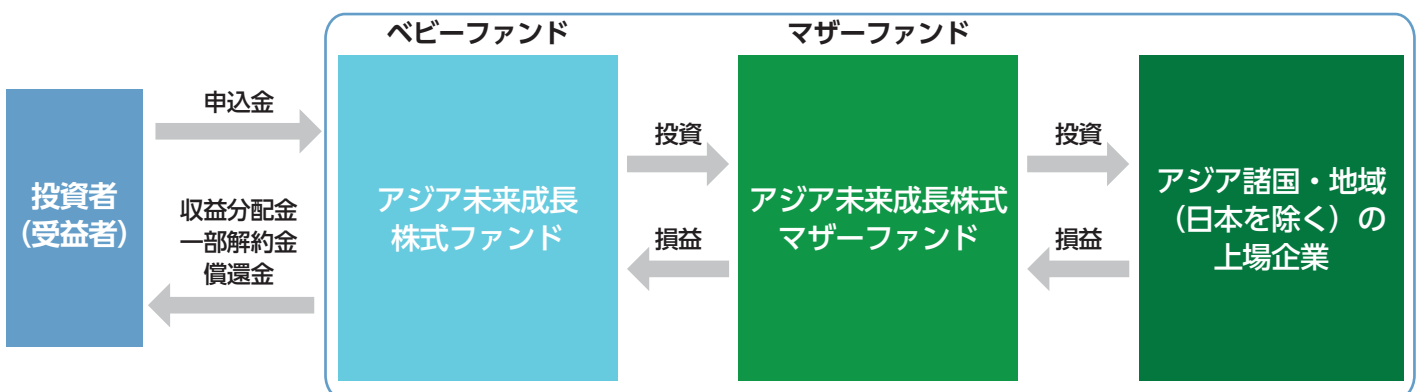 ベビーファンド
マザーファンド
投資者
（受益者）
申込金
収益分配金
一部解約金
償還金
アジア未来成長
株式ファンド
投資
損益
アジア未来成長株式
マザーファンド
投資
損益
アジア諸国・地域
（日本を除く）の
上場企業